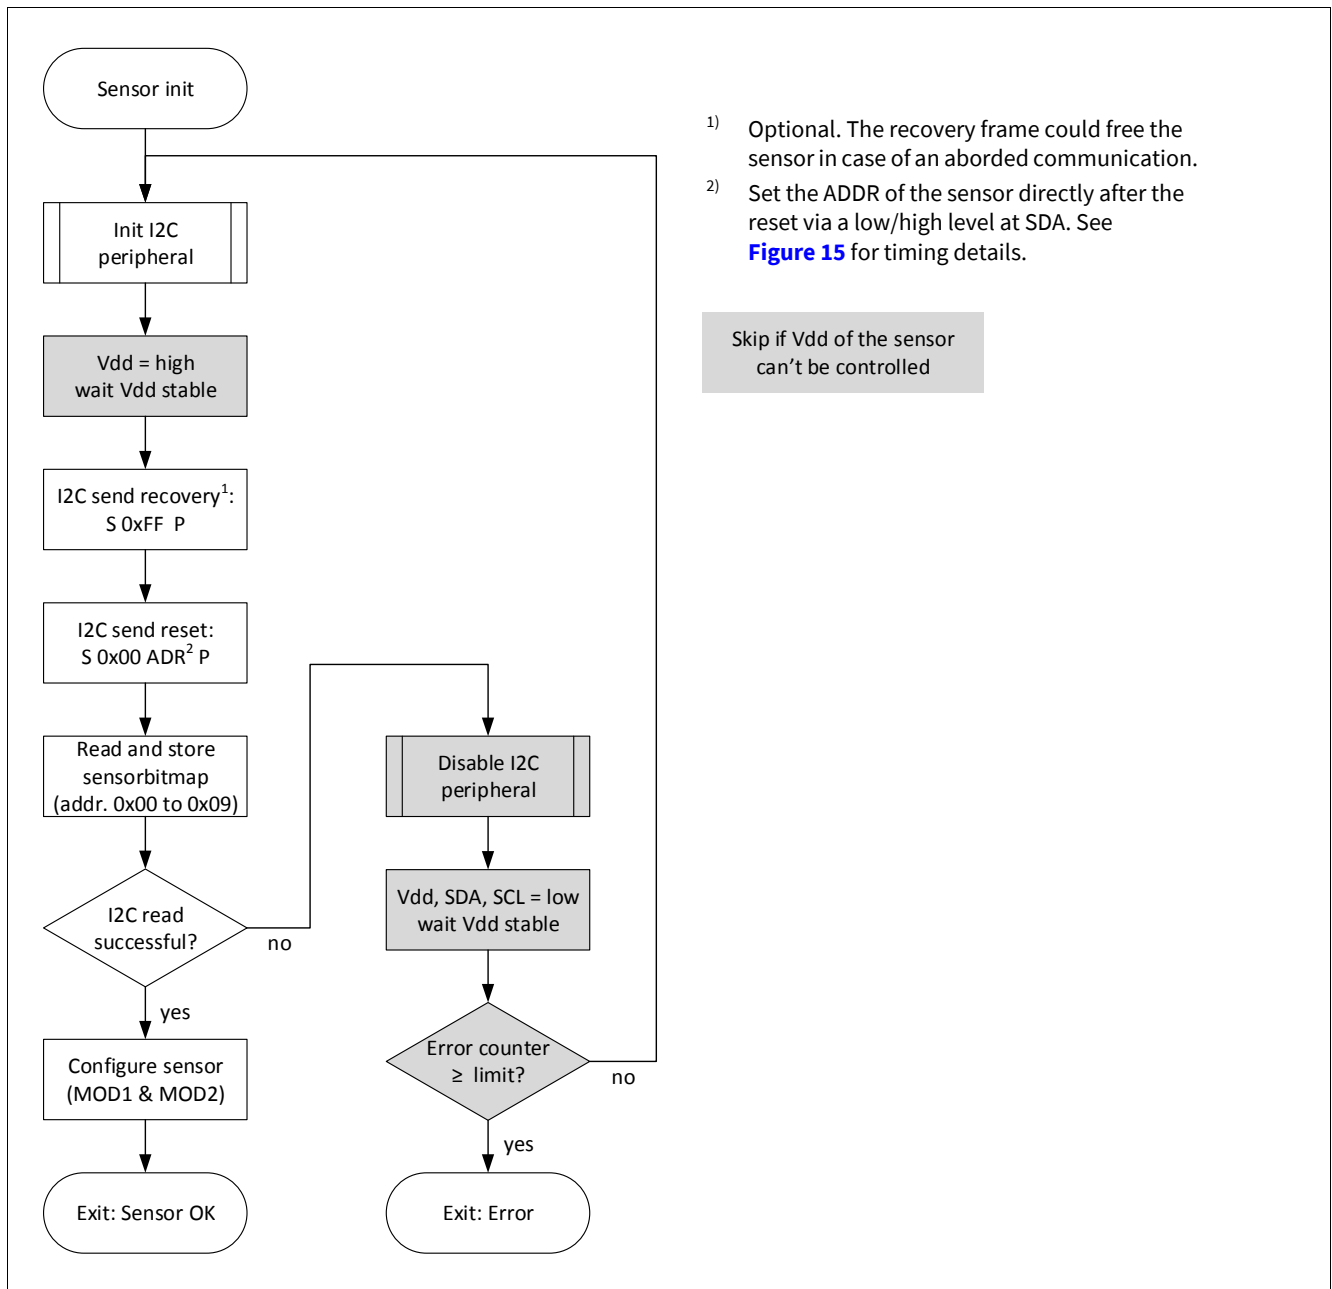 Sensor init
Init I2C
peripheral
Vdd = high
wait Vdd stable
I2C send recovery¹:
S 0xFF P
I2C send reset:
S 0x00 ADR² P
Read and store
sensorbitmap
(addr. 0x00 to 0x09)
I2C read
successful?
no
yes
Configure sensor
(MOD1 & MOD2)
Exit: Sensor OK
Disable I2C
peripheral
Vdd, SDA, SCL = low
wait Vdd stable
Error counter
≥ limit?
no
yes
Exit: Error
1) Optional. The recovery frame could free the
sensor in case of an aborded communication.
2) Set the ADDR of the sensor directly after the
reset via a low/high level at SDA. See
Figure 15 for timing details.
Skip if Vdd of the sensor
can’t be controlled